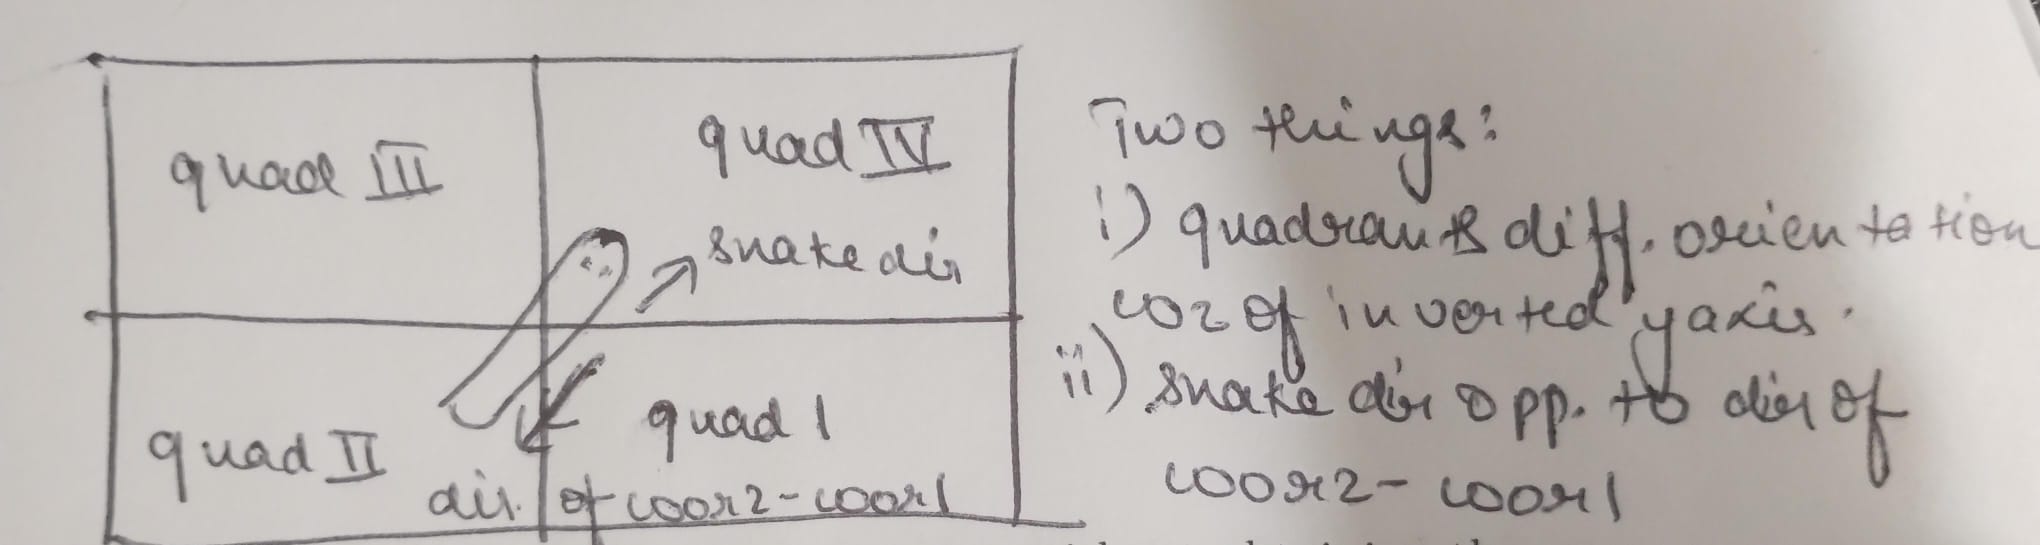 quad III
quad IV
snake dir
quad II
quad 1
dir. of coor2-coor1
Two things:
i) quadrants diff. orientation
coz of inverted y axis.
ii) snake dir opp. to dir of
coor2- coor1